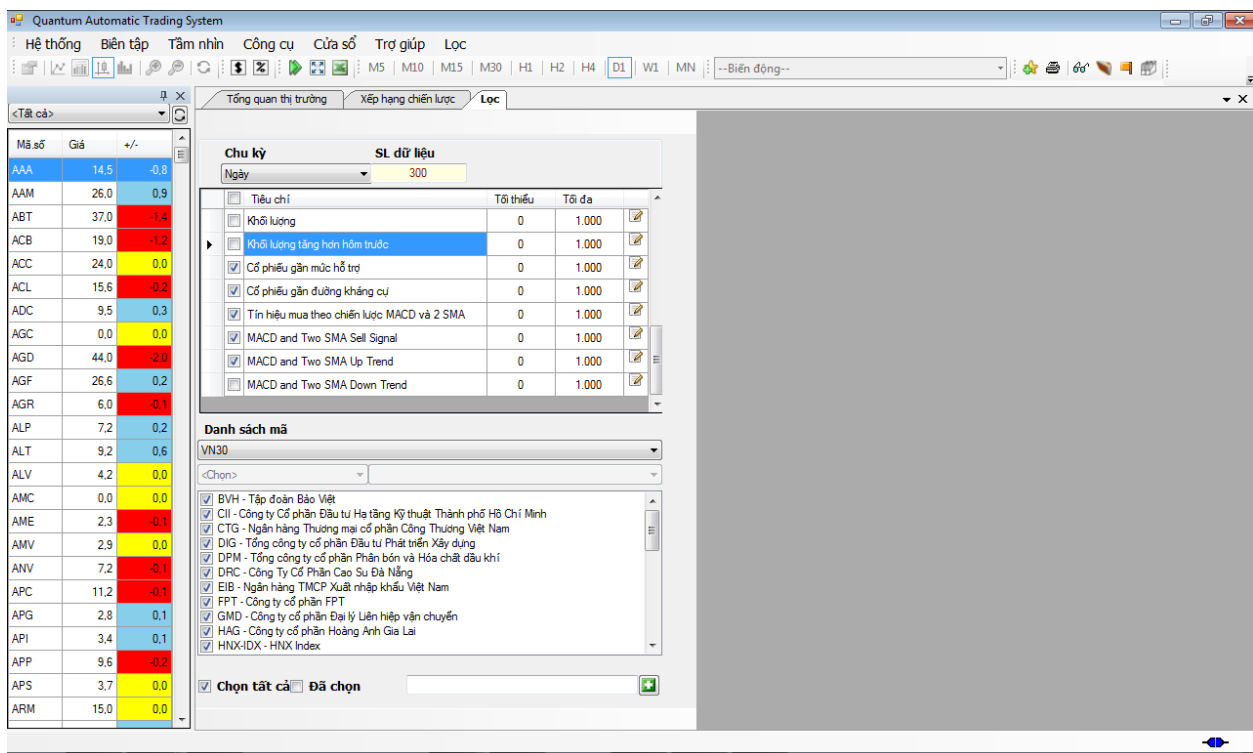 Quantum Automatic Trading System
Hệ thống Biên tập Tầm nhìn Công cụ Cửa sổ Trợ giúp Lọc
M5 M10 M15 M30 H1 H2 H4 D1 W1 MN --Biến động--
<Tất cả>
Tổng quan thị trường Xếp hạng chiến lược Lọc
Mã số Giá +/-
AAA 14,5 -0,8
AAM 26,0 0,9
ABT 37,0 -1,4
ACB 19,0 -1,2
ACC 24,0 0,0
ACL 15,6 -0,2
ADC 9,5 0,3
AGC 0,0 0,0
AGD 44,0 -2,0
AGF 26,6 0,2
AGR 6,0 -0,1
ALP 7,2 0,2
ALT 9,2 0,6
ALV 4,2 0,0
AMC 0,0 0,0
AME 2,3 -0,1
AMV 2,9 0,0
ANV 7,2 -0,1
APC 11,2 -0,1
APG 2,8 0,1
API 3,4 0,1
APP 9,6 -0,2
APS 3,7 0,0
ARM 15,0 0,0
Chu kỳ SL dữ liệu
Ngày 300
Tiêu chí Tối thiểu Tối đa
Khối lượng 0 1.000
Khối lượng tăng hơn hôm trước 0 1.000
Cổ phiếu gần mức hỗ trợ 0 1.000
Cổ phiếu gần đường kháng cự 0 1.000
Tín hiệu mua theo chiến lược MACD và 2 SMA 0 1.000
MACD and Two SMA Sell Signal 0 1.000
MACD and Two SMA Up Trend 0 1.000
MACD and Two SMA Down Trend 0 1.000
Danh sách mã
VN30
<Chọn>
BVH - Tập đoàn Bảo Việt
CII - Công ty Cổ Phần Đầu tư Hạ tầng Kỹ thuật Thành phố Hồ Chí Minh
CTG - Ngân hàng Thương mại cổ phần Công Thương Việt Nam
DIG - Tổng công ty cổ phần Đầu tư Phát triển Xây dựng
DPM - Tổng công ty cổ phần Phân bón và Hóa chất dầu khí
DRC - Công Ty Cổ Phần Cao Su Đà Nẵng
EIB - Ngân hàng TMCP Xuất nhập khẩu Việt Nam
FPT - Công ty cổ phần FPT
GMD - Công ty cổ phần Đại lý Liên hiệp vận chuyển
HAG - Công ty cổ phần Hoàng Anh Gia Lai
HNX-IDX - HNX Index
Chọn tất cả Đã chọn